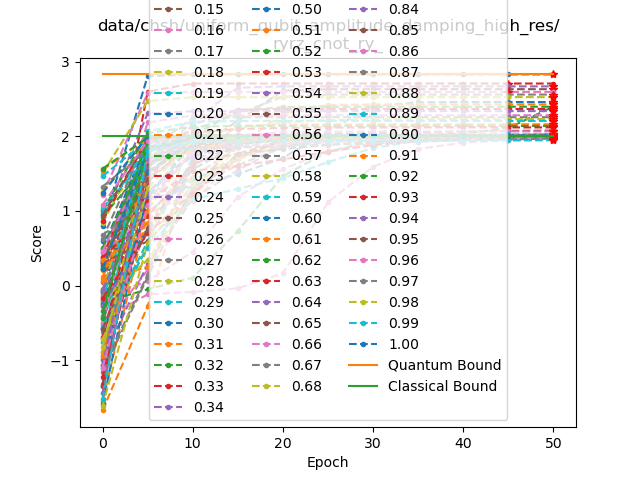 data/chsh/uniform_qubit_amplitude_damping_high_res/
ryrz_cnot_ry_
0.15 0.50 0.84
0.16 0.51 0.85
0.17 0.52 0.86
0.18 0.53 0.87
0.19 0.54 0.88
0.20 0.55 0.89
0.21 0.56 0.90
0.22 0.57 0.91
0.23 0.58 0.92
0.24 0.59 0.93
0.25 0.60 0.94
0.26 0.61 0.95
0.27 0.62 0.96
0.28 0.63 0.97
0.29 0.64 0.98
0.30 0.65 0.99
0.31 0.66 1.00
0.32 0.67 Quantum Bound
0.33 0.68 Classical Bound
0.34
3
2
1
0
−1
Score
0 10 20 30 40 50
Epoch